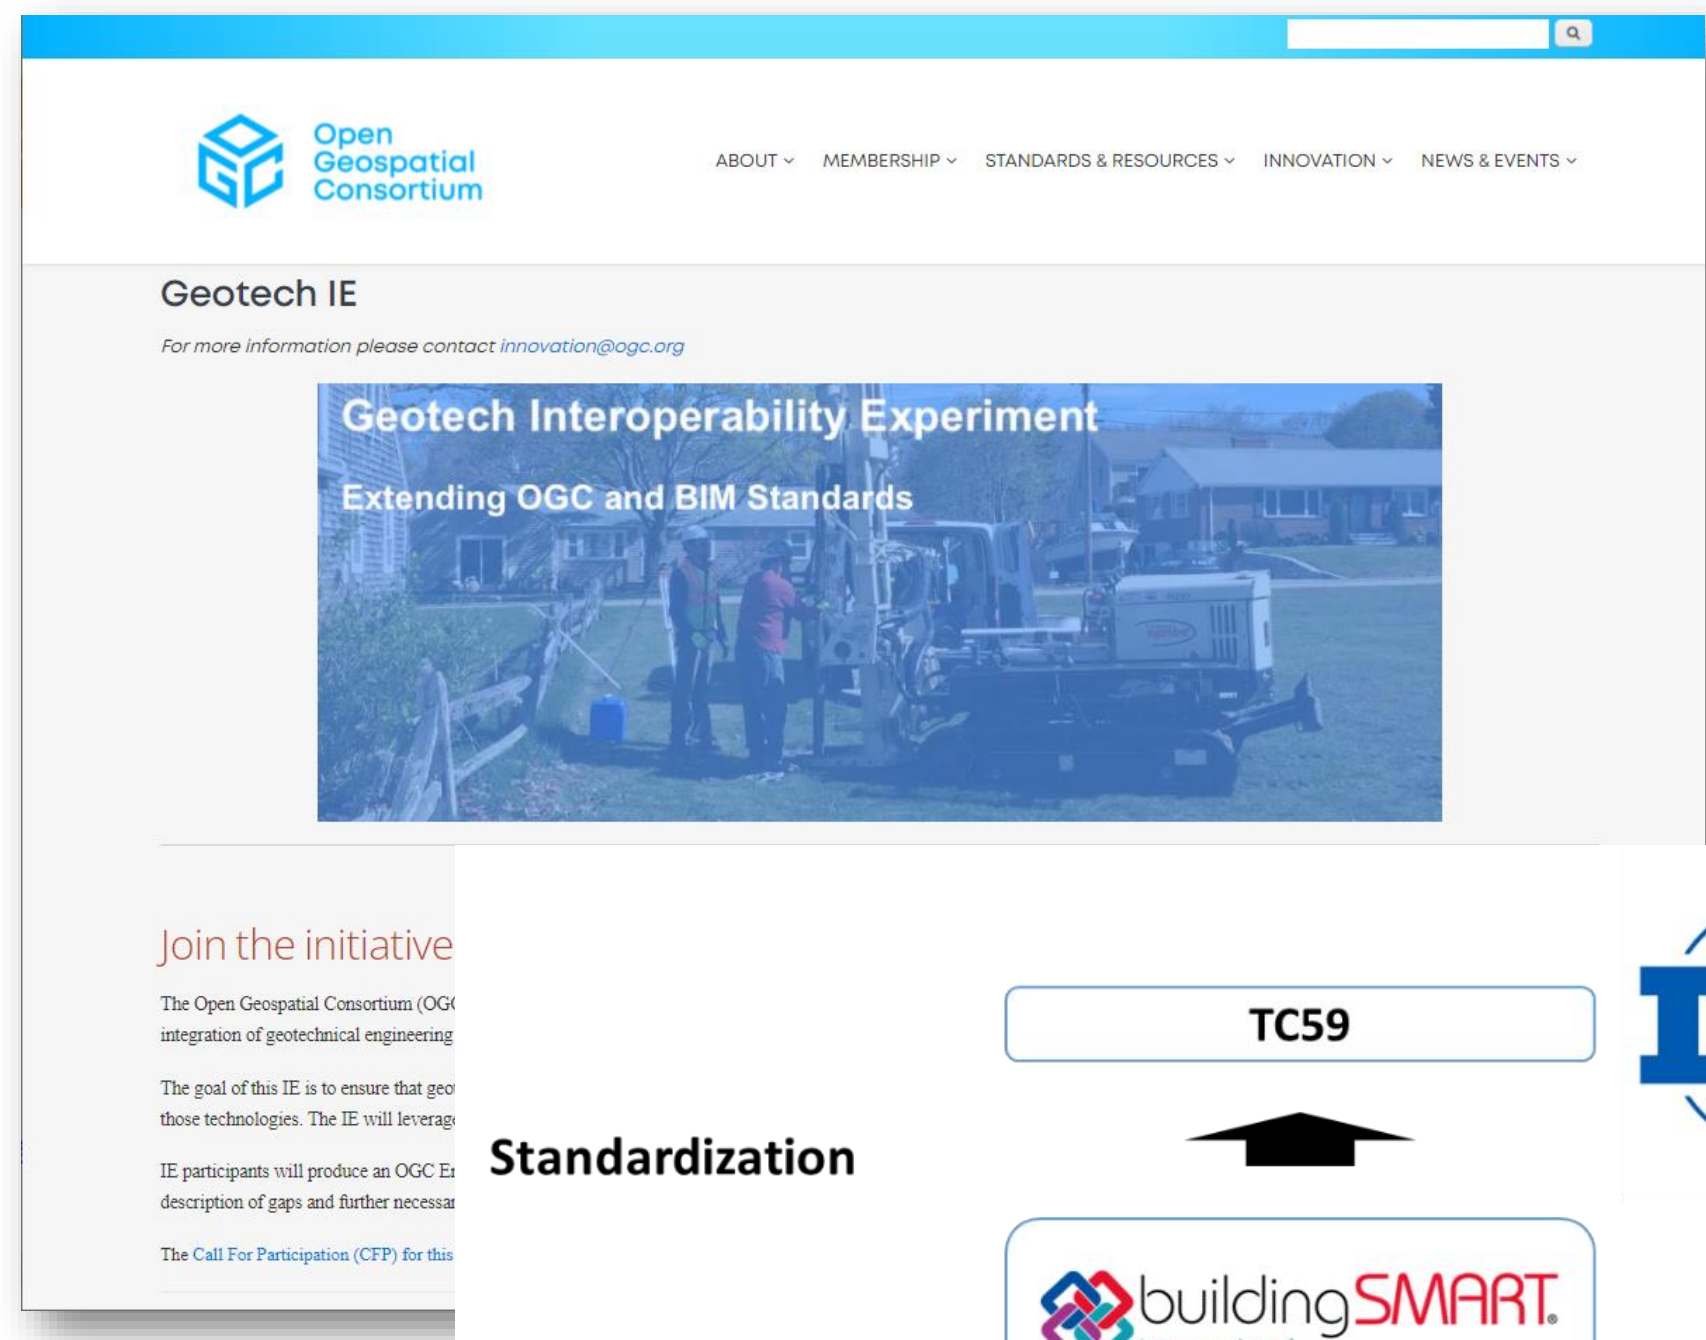 Open
Geospatial
Consortium
ABOUT
MEMBERSHIP
STANDARDS & RESOURCES
INNOVATION
NEWS & EVENTS
Geotech IE
For more information please contact innovation@ogc.org
Geotech Interoperability Experiment
Extending OGC and BIM Standards
Join the initiative
The Open Geospatial Consortium (OGC
integration of geotechnical engineering
The goal of this IE is to ensure that geo
those technologies. The IE will leverage
IE participants will produce an OGC
description of gaps and further
The Call For Participation (CFP) for this
Standardization
TC59
buildingSMART®